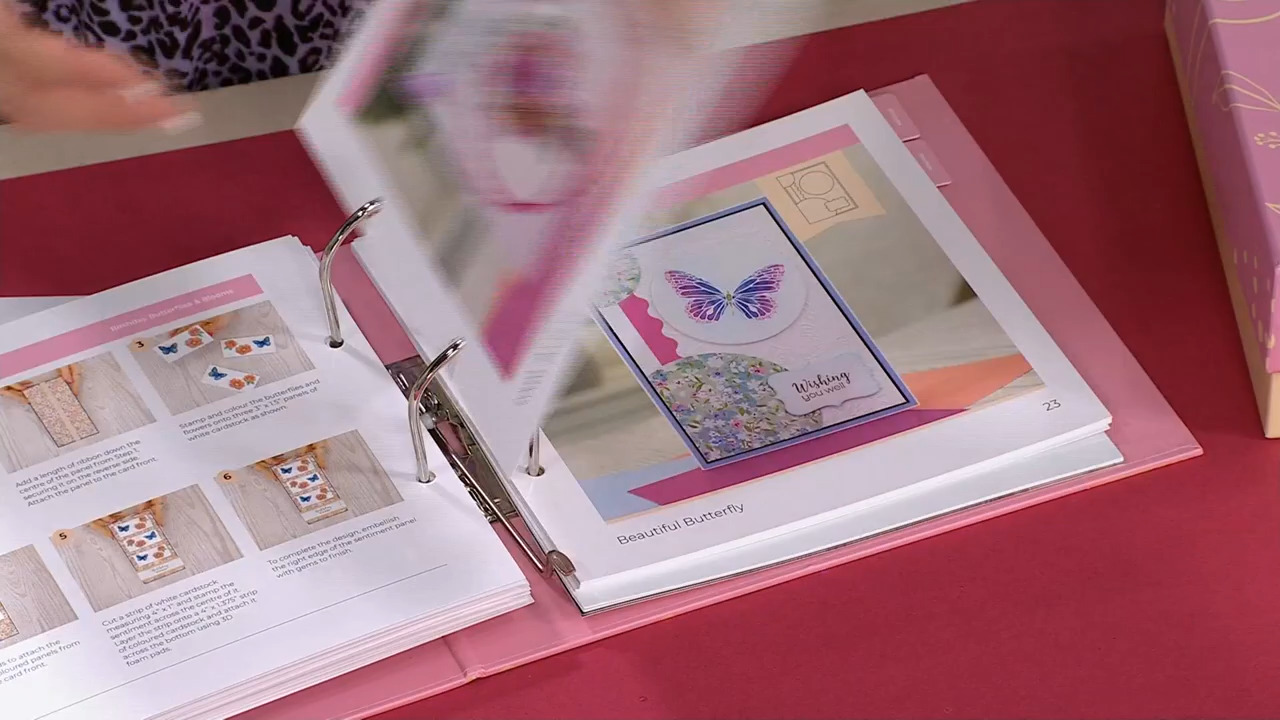 Birthday Butterflies & Blooms
3
Stamp and colour the butterflies and
flowers onto three 3" x 1.5" panels of
white cardstock as shown.
Add a length of ribbon down the
centre of the panel from Step 1,
securing it on the reverse side.
Attach the panel to the card front.
5
Cut a strip of white cardstock
measuring 4" x 1" and stamp the
sentiment across the centre of it.
Layer the strip onto a 4" x 1.375" strip
of coloured cardstock and attach it
across the bottom using 3D
foam pads.
6
To complete the design, embellish
the right edge of the sentiment panel
with gems to finish.
to attach the
panels from
card front.
Wishing
you well
23
Beautiful Butterfly